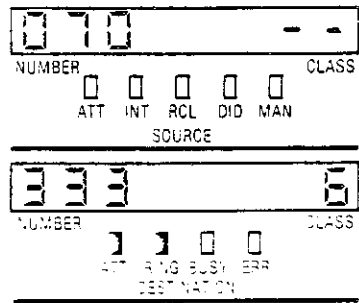 070 --
NUMBER CLASS
ATT INT RCL DID MAN
SOURCE
333 6
NUMBER CLASS
ATT RING BUSY ERR
DESTINATION